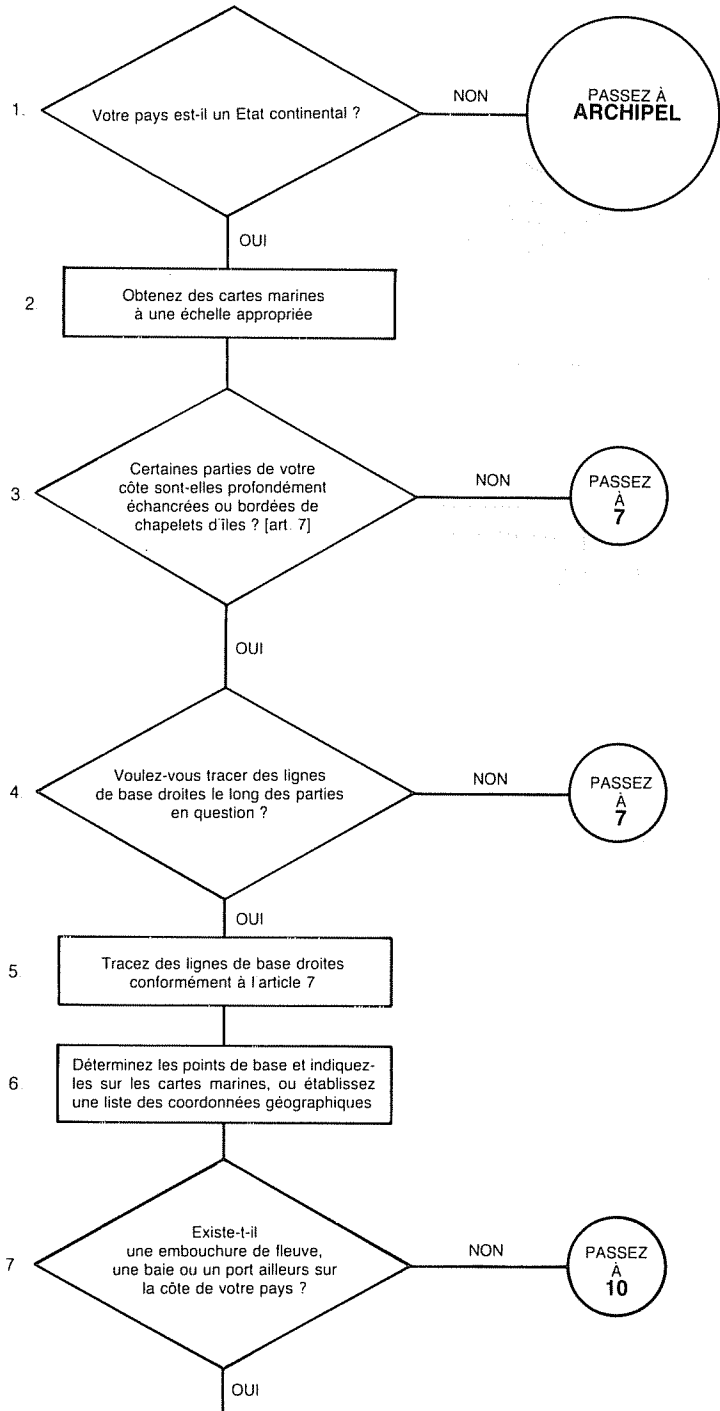 1. Votre pays est-il un Etat continental ?
NON
PASSEZ À
ARCHIPEL
OUI
2. Obtenez des cartes marines
à une échelle appropriée
3. Certaines parties de votre
côte sont-elles profondément
échancrées ou bordées de
chapelets d'îles ? [art. 7]
NON
PASSEZ
À
7
OUI
4. Voulez-vous tracer des lignes
de base droites le long des parties
en question ?
NON
PASSEZ
À
7
OUI
5. Tracez des lignes de base droites
conformément à l'article 7
6 Déterminez les points de base et indiquez-
les sur les cartes marines, ou établissez
une liste des coordonnées géographiques
7 Existe-t-il
une embouchure de fleuve,
une baie ou un port ailleurs sur
la côte de votre pays ?
NON
PASSEZ
À
10
OUI